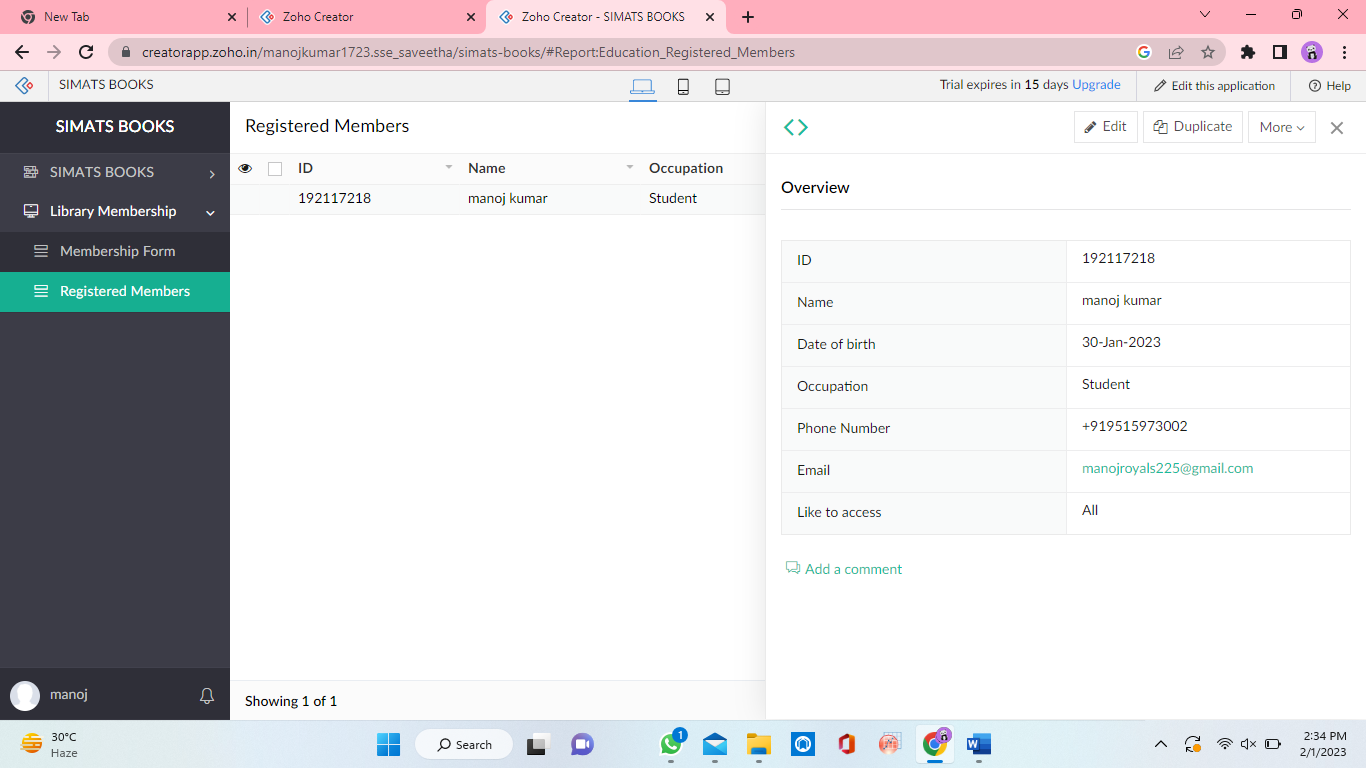 New Tab
Zoho Creator
Zoho Creator - SIMATS BOOKS
creatorapp.zoho.in/manojkumar1723.sse_saveetha/simats-books/#Report:Education_Registered_Members
SIMATS BOOKS
Trial expires in 15 days Upgrade
Edit this application
Help
SIMATS BOOKS
SIMATS BOOKS
Library Membership
Membership Form
Registered Members
manoj
Registered Members
ID Name Occupation
192117218 manoj kumar Student
Showing 1 of 1
Edit Duplicate More
Overview
ID 192117218
Name manoj kumar
Date of birth 30-Jan-2023
Occupation Student
Phone Number +919515973002
Email manojroyals225@gmail.com
Like to access All
Add a comment
30°C
Haze
Search
1
2:34 PM
2/1/2023